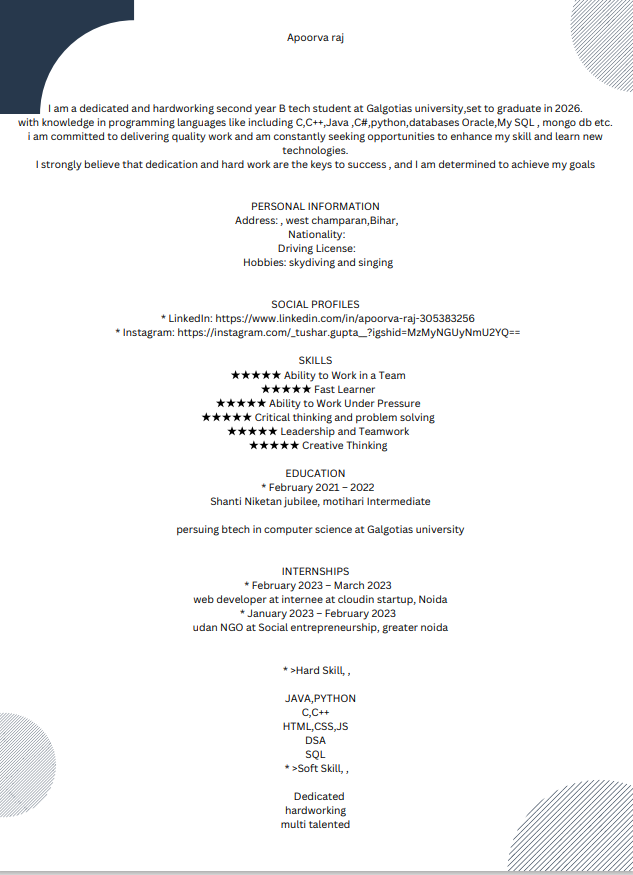 Apoorva raj
I am a dedicated and hardworking second year B tech student at Galgotias university,set to graduate in 2026.
with knowledge in programming languages like including C,C++,Java ,C#,python,databases Oracle,My SQL , mongo db etc.
i am committed to delivering quality work and am constantly seeking opportunities to enhance my skill and learn new
technologies.
I strongly believe that dedication and hard work are the keys to success , and I am determined to achieve my goals
PERSONAL INFORMATION
Address: , west champaran,Bihar,
Nationality:
Driving License:
Hobbies: skydiving and singing
SOCIAL PROFILES
* LinkedIn: https://www.linkedin.com/in/apoorva-raj-305383256
* Instagram: https://instagram.com/_tushar.gupta__?igshid=MzMyNGUyNmU2YQ==
SKILLS
★★★★★ Ability to Work in a Team
★★★★★ Fast Learner
★★★★★ Ability to Work Under Pressure
★★★★★ Critical thinking and problem solving
★★★★★ Leadership and Teamwork
★★★★★ Creative Thinking
EDUCATION
* February 2021 – 2022
Shanti Niketan jubilee, motihari Intermediate
persuing btech in computer science at Galgotias university
INTERNSHIPS
* February 2023 – March 2023
web developer at internee at cloudin startup, Noida
* January 2023 – February 2023
udan NGO at Social entrepreneurship, greater noida
* >Hard Skill, ,
JAVA,PYTHON
C,C++
HTML,CSS,JS
DSA
SQL
* >Soft Skill, ,
Dedicated
hardworking
multi talented